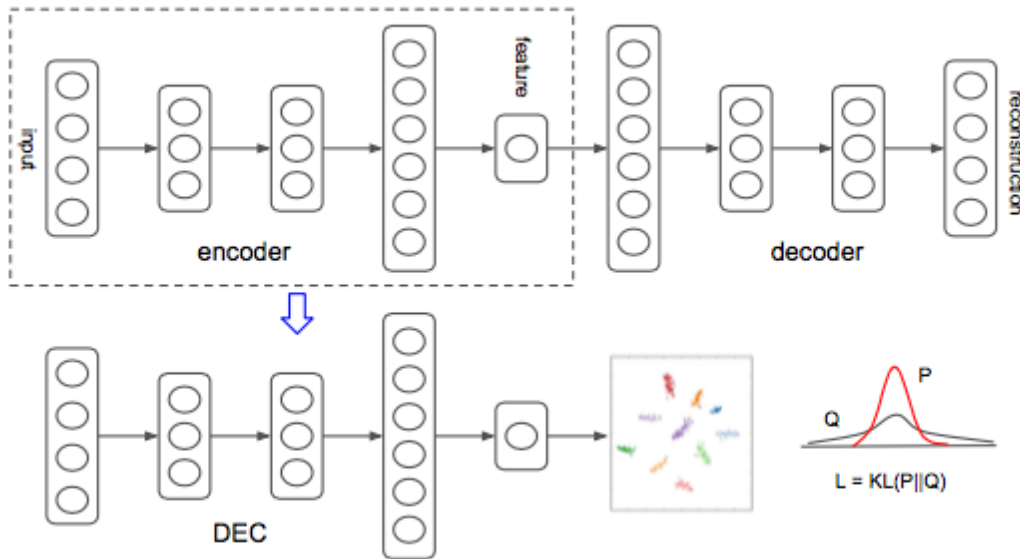 input
feature
reconstruction
encoder
decoder
P
Q
L = KL(P||Q)
DEC